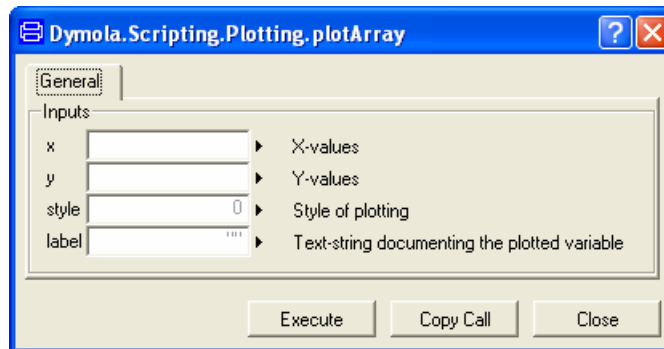 Dymola.Scripting.Plotting.plotArray
General
Inputs
x X-values
y Y-values
style 0 Style of plotting
label "" Text-string documenting the plotted variable
Execute Copy Call Close